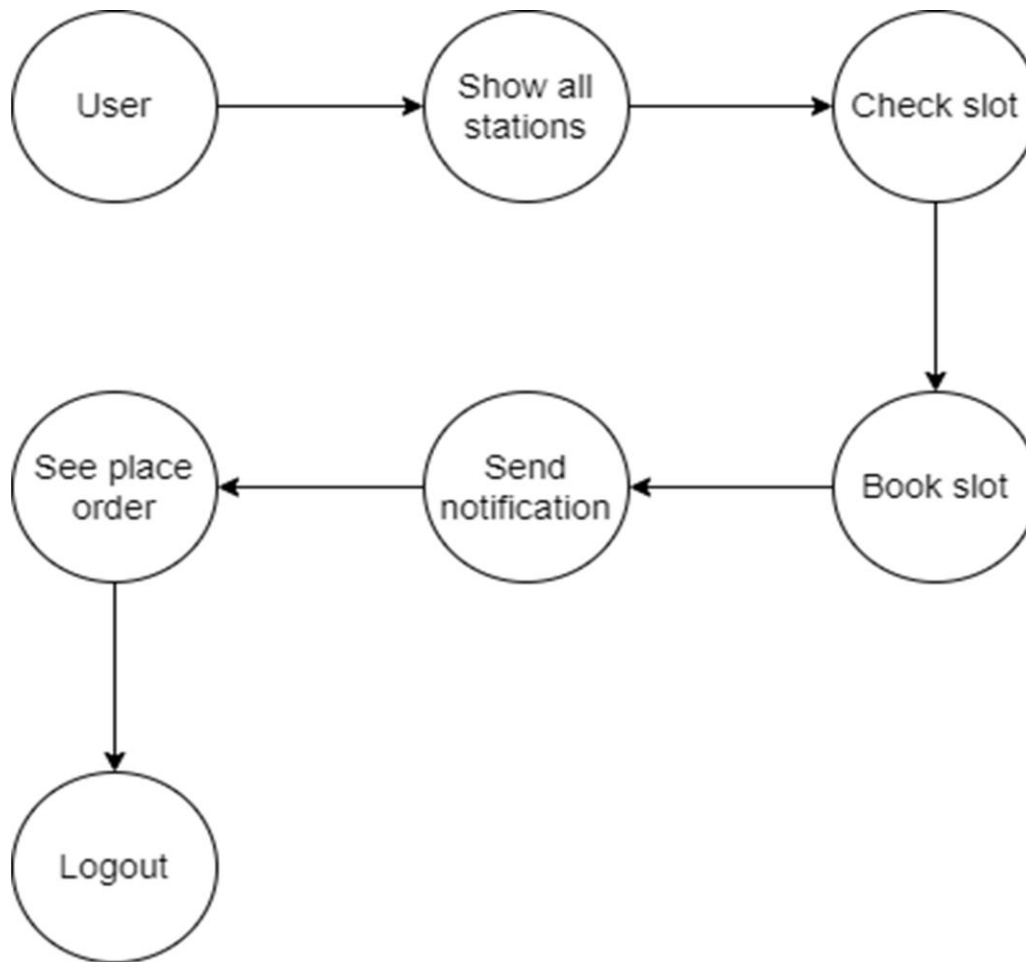 User
Show all
stations
Check slot
See place
order
Send
notification
Book slot
Logout